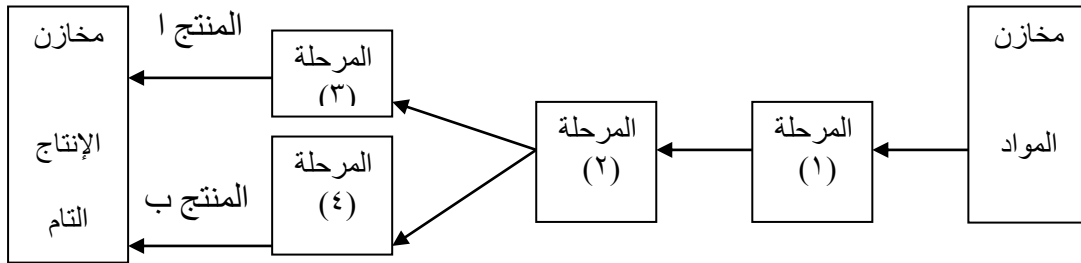 مخازن
المواد
المرحلة
(١)
المرحلة
(٢)
المرحلة
(٣)
المنتج ا
المرحلة
(٤)
المنتج ب
مخازن
الإنتاج
التام